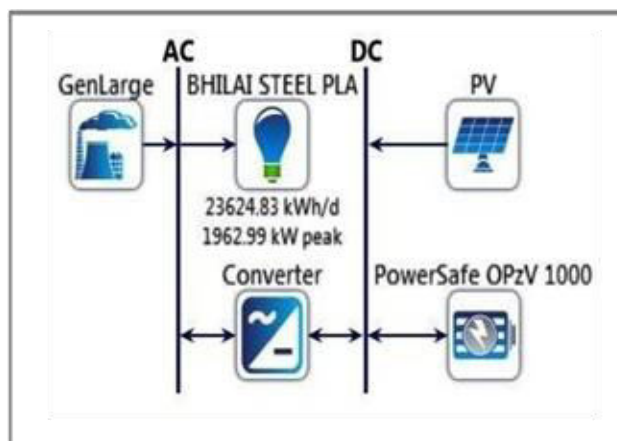 AC DC
GenLarge BHILAI STEEL PLA PV
23624.83 kWh/d
1962.99 kW peak
Converter PowerSafe OPzV 1000